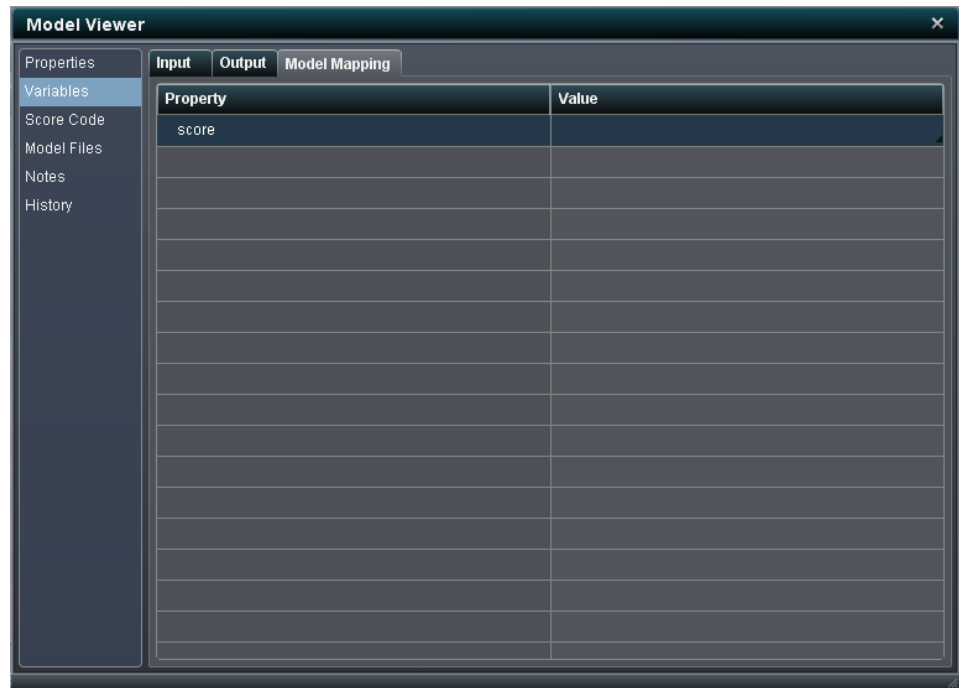 Model Viewer
Properties
Variables
Score Code
Model Files
Notes
History
Input Output Model Mapping
Property Value
score